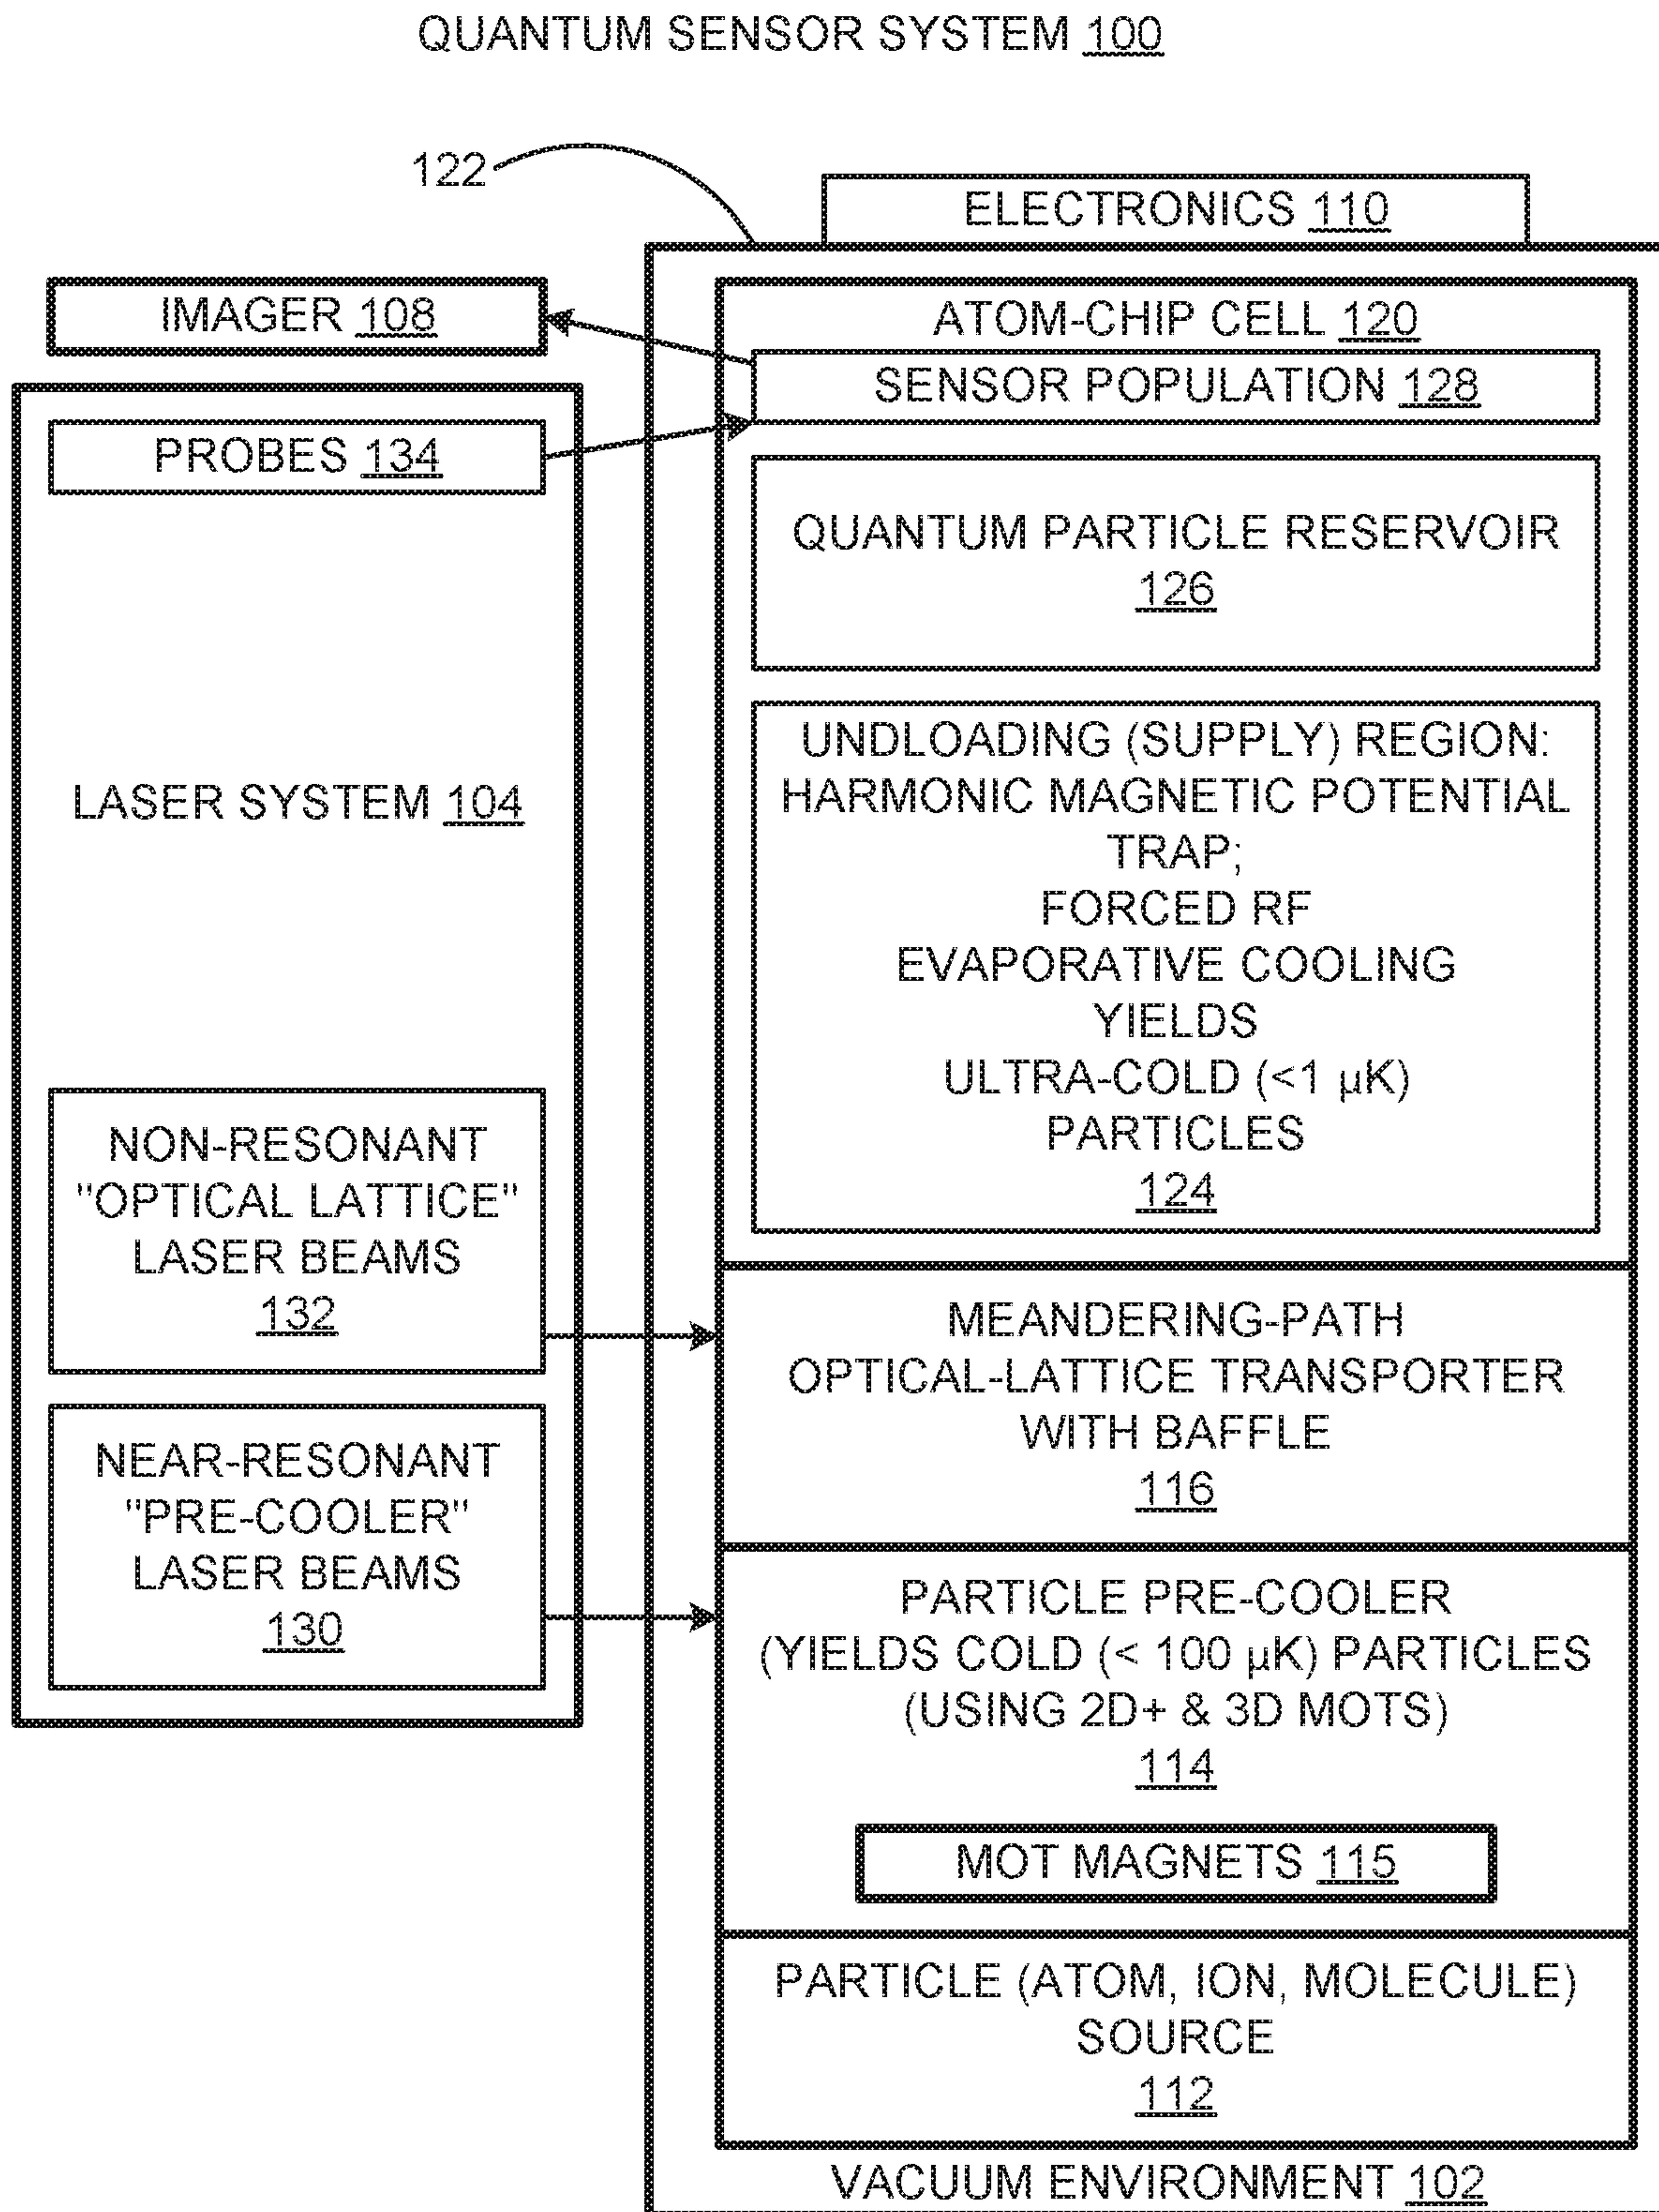 QUANTUM SENSOR SYSTEM 100
122
ELECTRONICS 110
IMAGER 108
PROBES 134
LASER SYSTEM 104
NON-RESONANT
"OPTICAL LATTICE"
LASER BEAMS
132
NEAR-RESONANT
"PRE-COOLER"
LASER BEAMS
130
ATOM-CHIP CELL 120
SENSOR POPULATION 128
QUANTUM PARTICLE RESERVOIR
126
UNDLOADING (SUPPLY) REGION:
HARMONIC MAGNETIC POTENTIAL
TRAP;
FORCED RF
EVAPORATIVE COOLING
YIELDS
ULTRA-COLD (<1 µK)
PARTICLES
124
MEANDERING-PATH
OPTICAL-LATTICE TRANSPORTER
WITH BAFFLE
116
PARTICLE PRE-COOLER
(YIELDS COLD (< 100 µK) PARTICLES
(USING 2D+ & 3D MOTS)
114
MOT MAGNETS 115
PARTICLE (ATOM, ION, MOLECULE)
SOURCE
112
VACUUM ENVIRONMENT 102